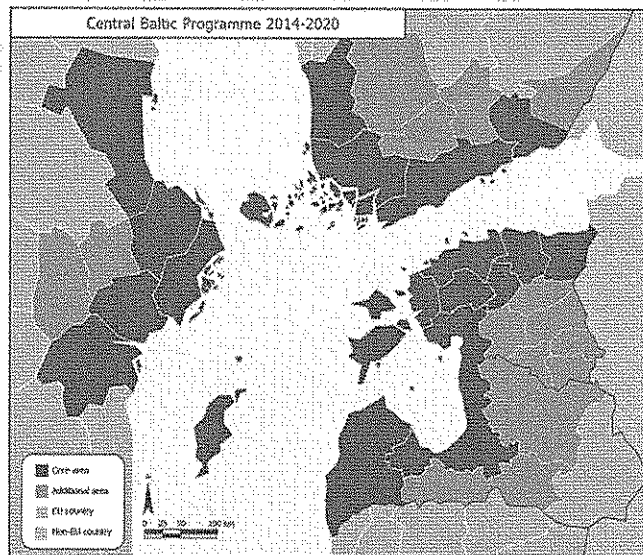 Central Baltic Programme 2014-2020
Core area
Additional area
EU country
Non-EU country
0 25 50 100 km